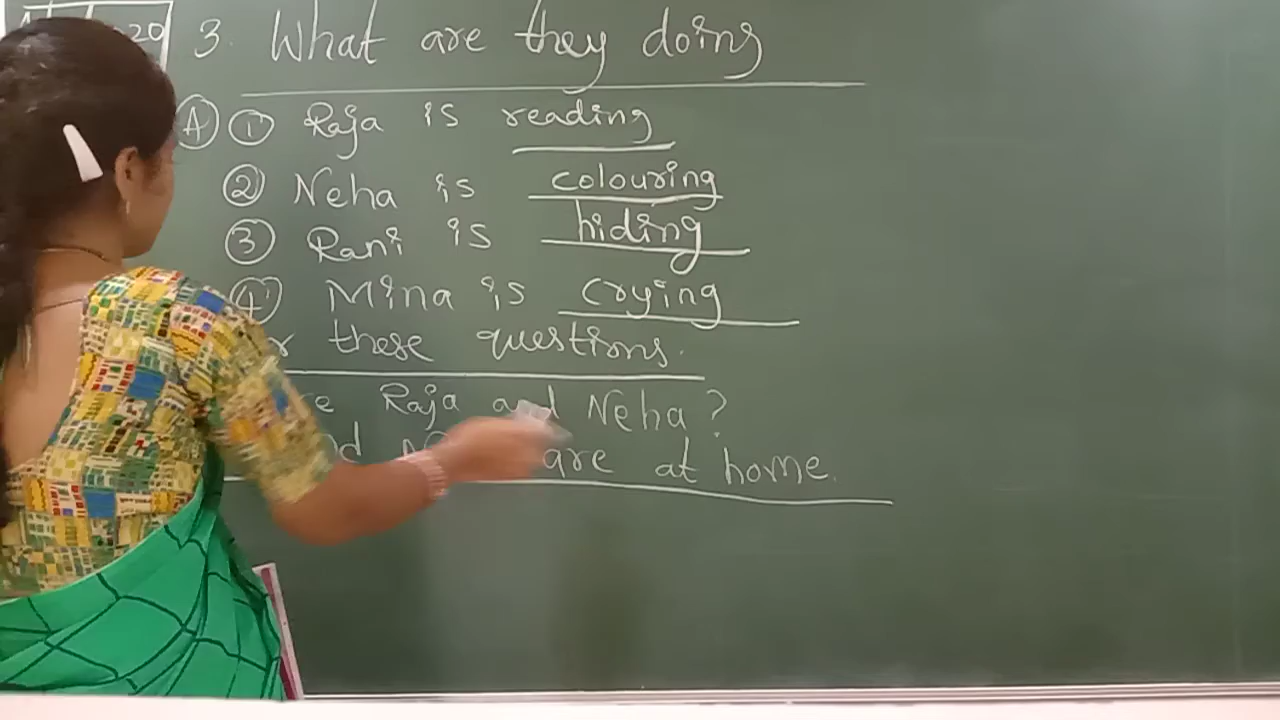 20
3. What are they doing
A ① Raja is reading
② Neha is colouring
③ Rani is hiding
④ Mina is crying
these questions.
Raja and Neha?
are at home.